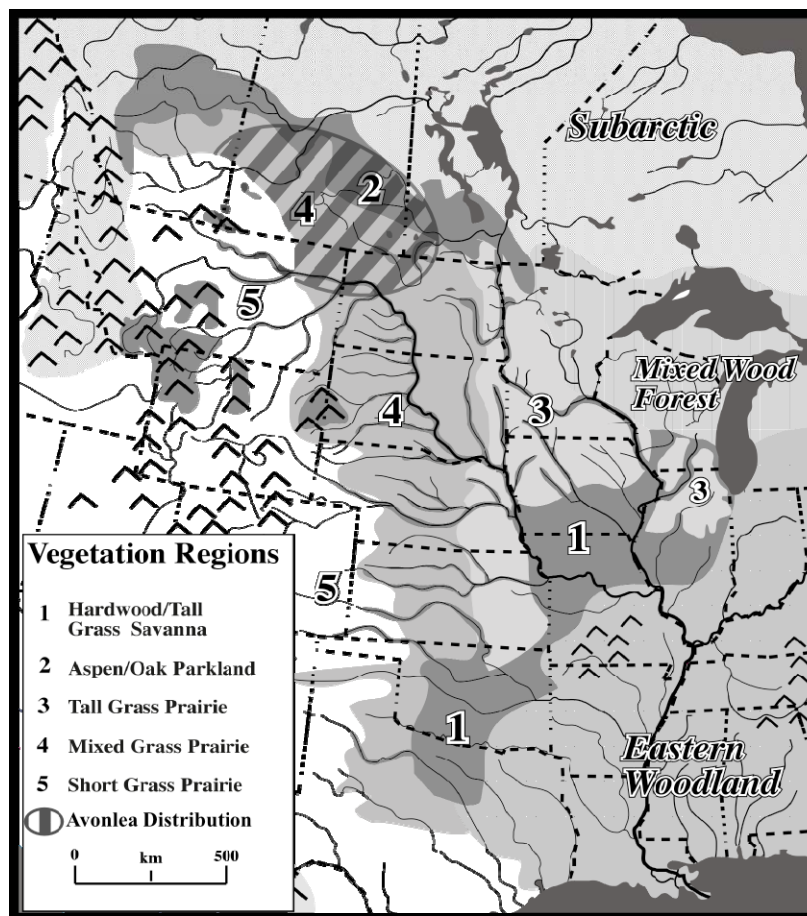 Subarctic
2
4
5
Mixed Wood
Forest
4
3
3
1
5
1
Eastern
Woodland
Vegetation Regions
1 Hardwood/Tall
Grass Savanna
2 Aspen/Oak Parkland
3 Tall Grass Prairie
4 Mixed Grass Prairie
5 Short Grass Prairie
Avonlea Distribution
0 km 500